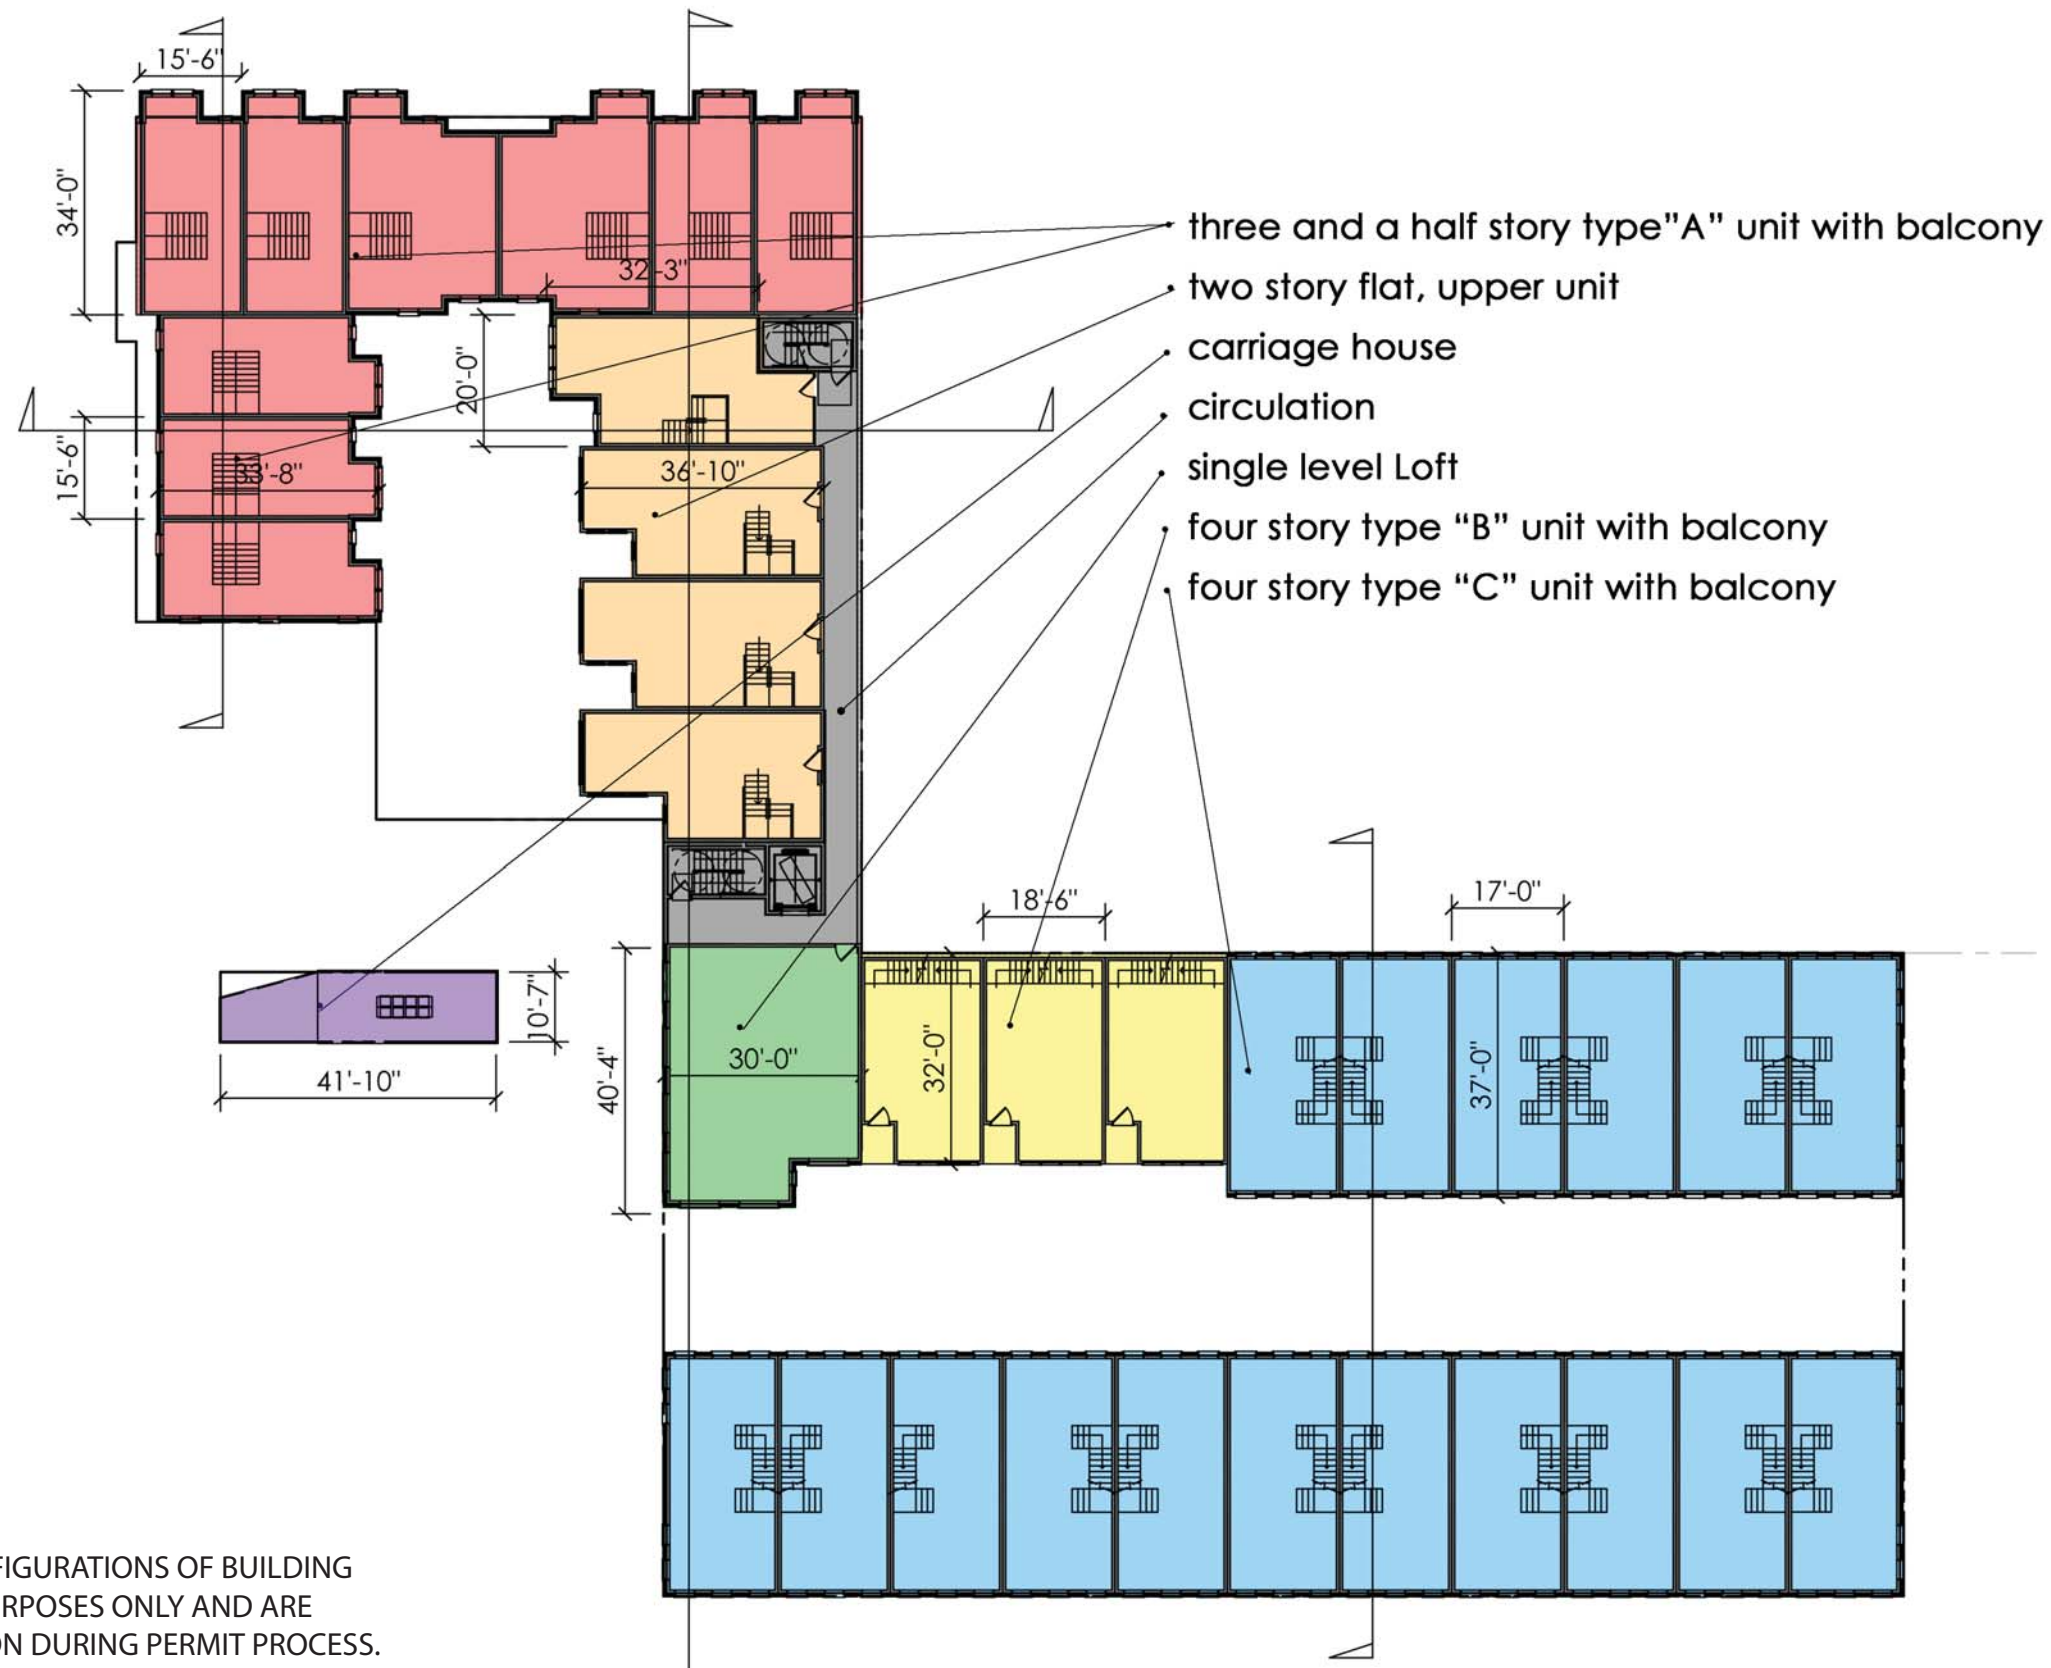 15'-6"
34'-0"
three and a half story type"A" unit with balcony
32'-3"
two story flat, upper unit
carriage house
20'-0"
circulation
15'-6"
33'-8"
36'-10"
single level Loft
four story type “B” unit with balcony
four story type “C” unit with balcony
18'-6"
17'-0"
10'-7"
41'-10"
40'-4"
30'-0"
32'-0"
37'-0"
FIGURATIONS OF BUILDING
RPOSES ONLY AND ARE
ON DURING PERMIT PROCESS.